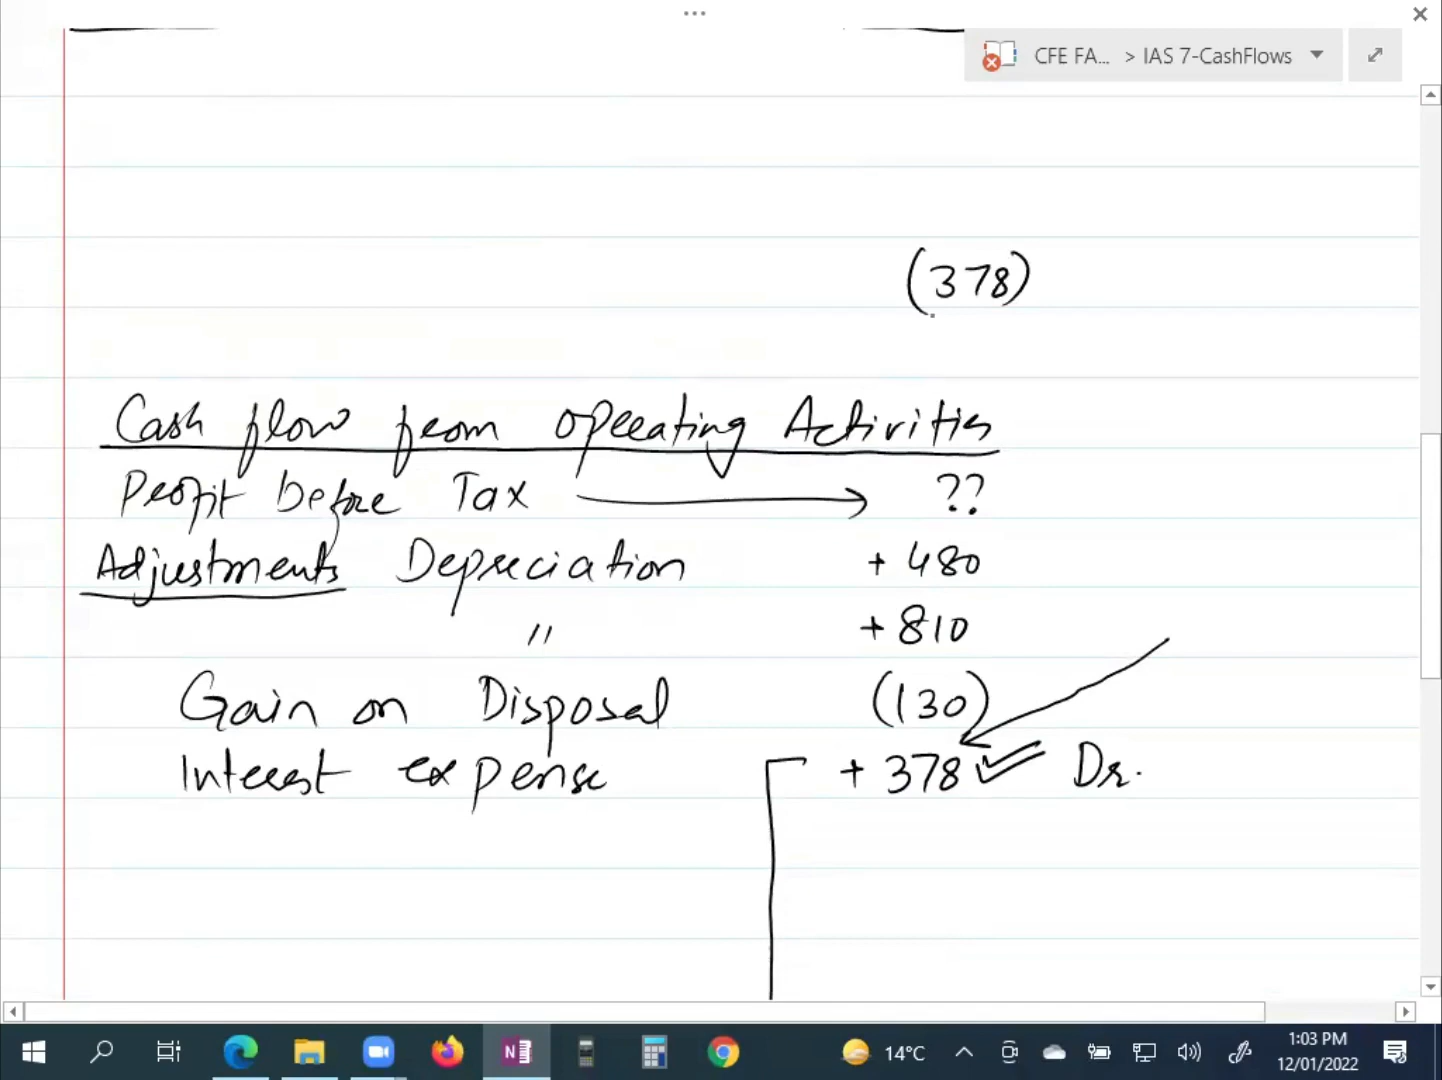 CFE FA... > IAS 7-CashFlows
(378)
Cash flow from operating Activities
Profit before Tax ??
Adjustments Depreciation + 480
" + 810
Gain on Disposal (130)
Interest expense + 378 Dr.
14°C
1:03 PM
12/01/2022